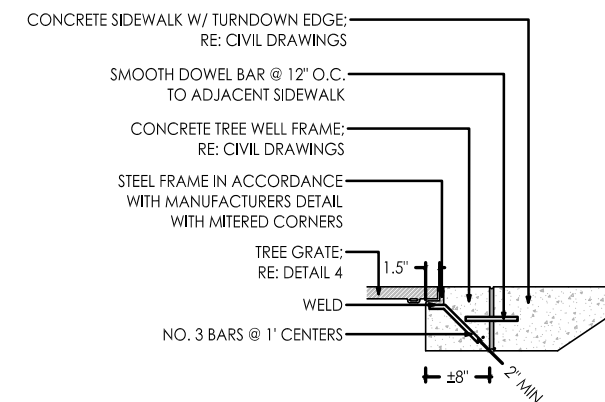 CONCRETE SIDEWALK W/ TURNDOWN EDGE;
RE: CIVIL DRAWINGS
SMOOTH DOWEL BAR @ 12" O.C.
TO ADJACENT SIDEWALK
CONCRETE TREE WELL FRAME;
RE: CIVIL DRAWINGS
STEEL FRAME IN ACCORDANCE
WITH MANUFACTURERS DETAIL
WITH MITERED CORNERS
TREE GRATE;
RE: DETAIL 4
1.5"
WELD
NO. 3 BARS @ 1' CENTERS
±8"
2" MIN